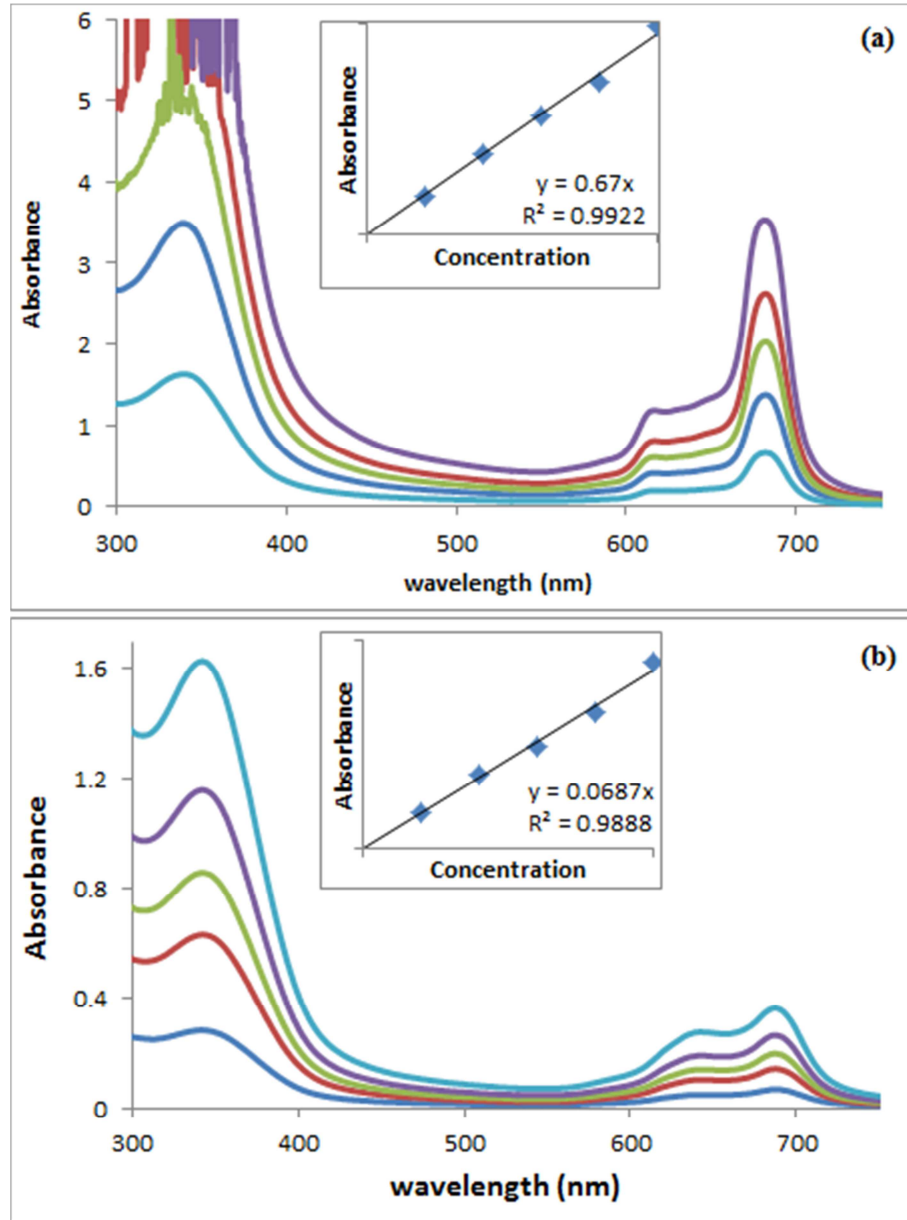 (a)
6
5
4
3
2
1
0
Absorbance
300 400 500 600 700
wavelength (nm)
Absorbance
y = 0.67x
R² = 0.9922
Concentration
(b)
1.6
1.2
0.8
0.4
0
Absorbance
300 400 500 600 700
wavelength (nm)
Absorbance
y = 0.0687x
R² = 0.9888
Concentration